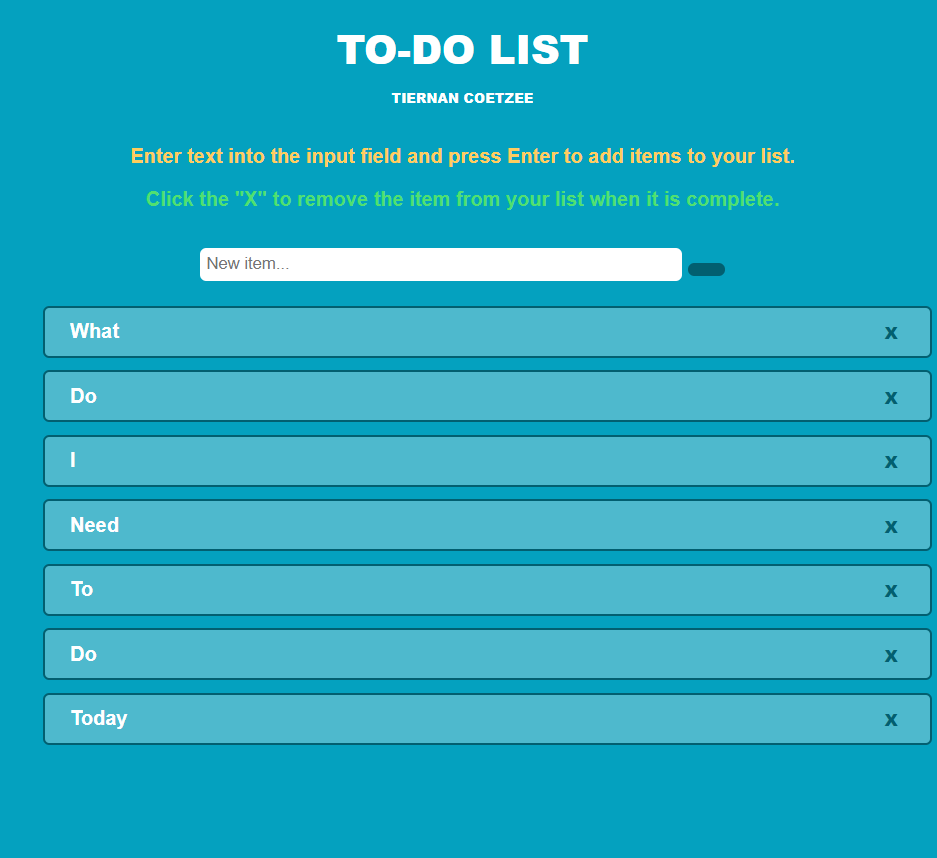 TO-DO LIST
TIERNAN COETZEE
Enter text into the input field and press Enter to add items to your list.
Click the "X" to remove the item from your list when it is complete.
New item...
What x
Do x
I x
Need x
To x
Do x
Today x